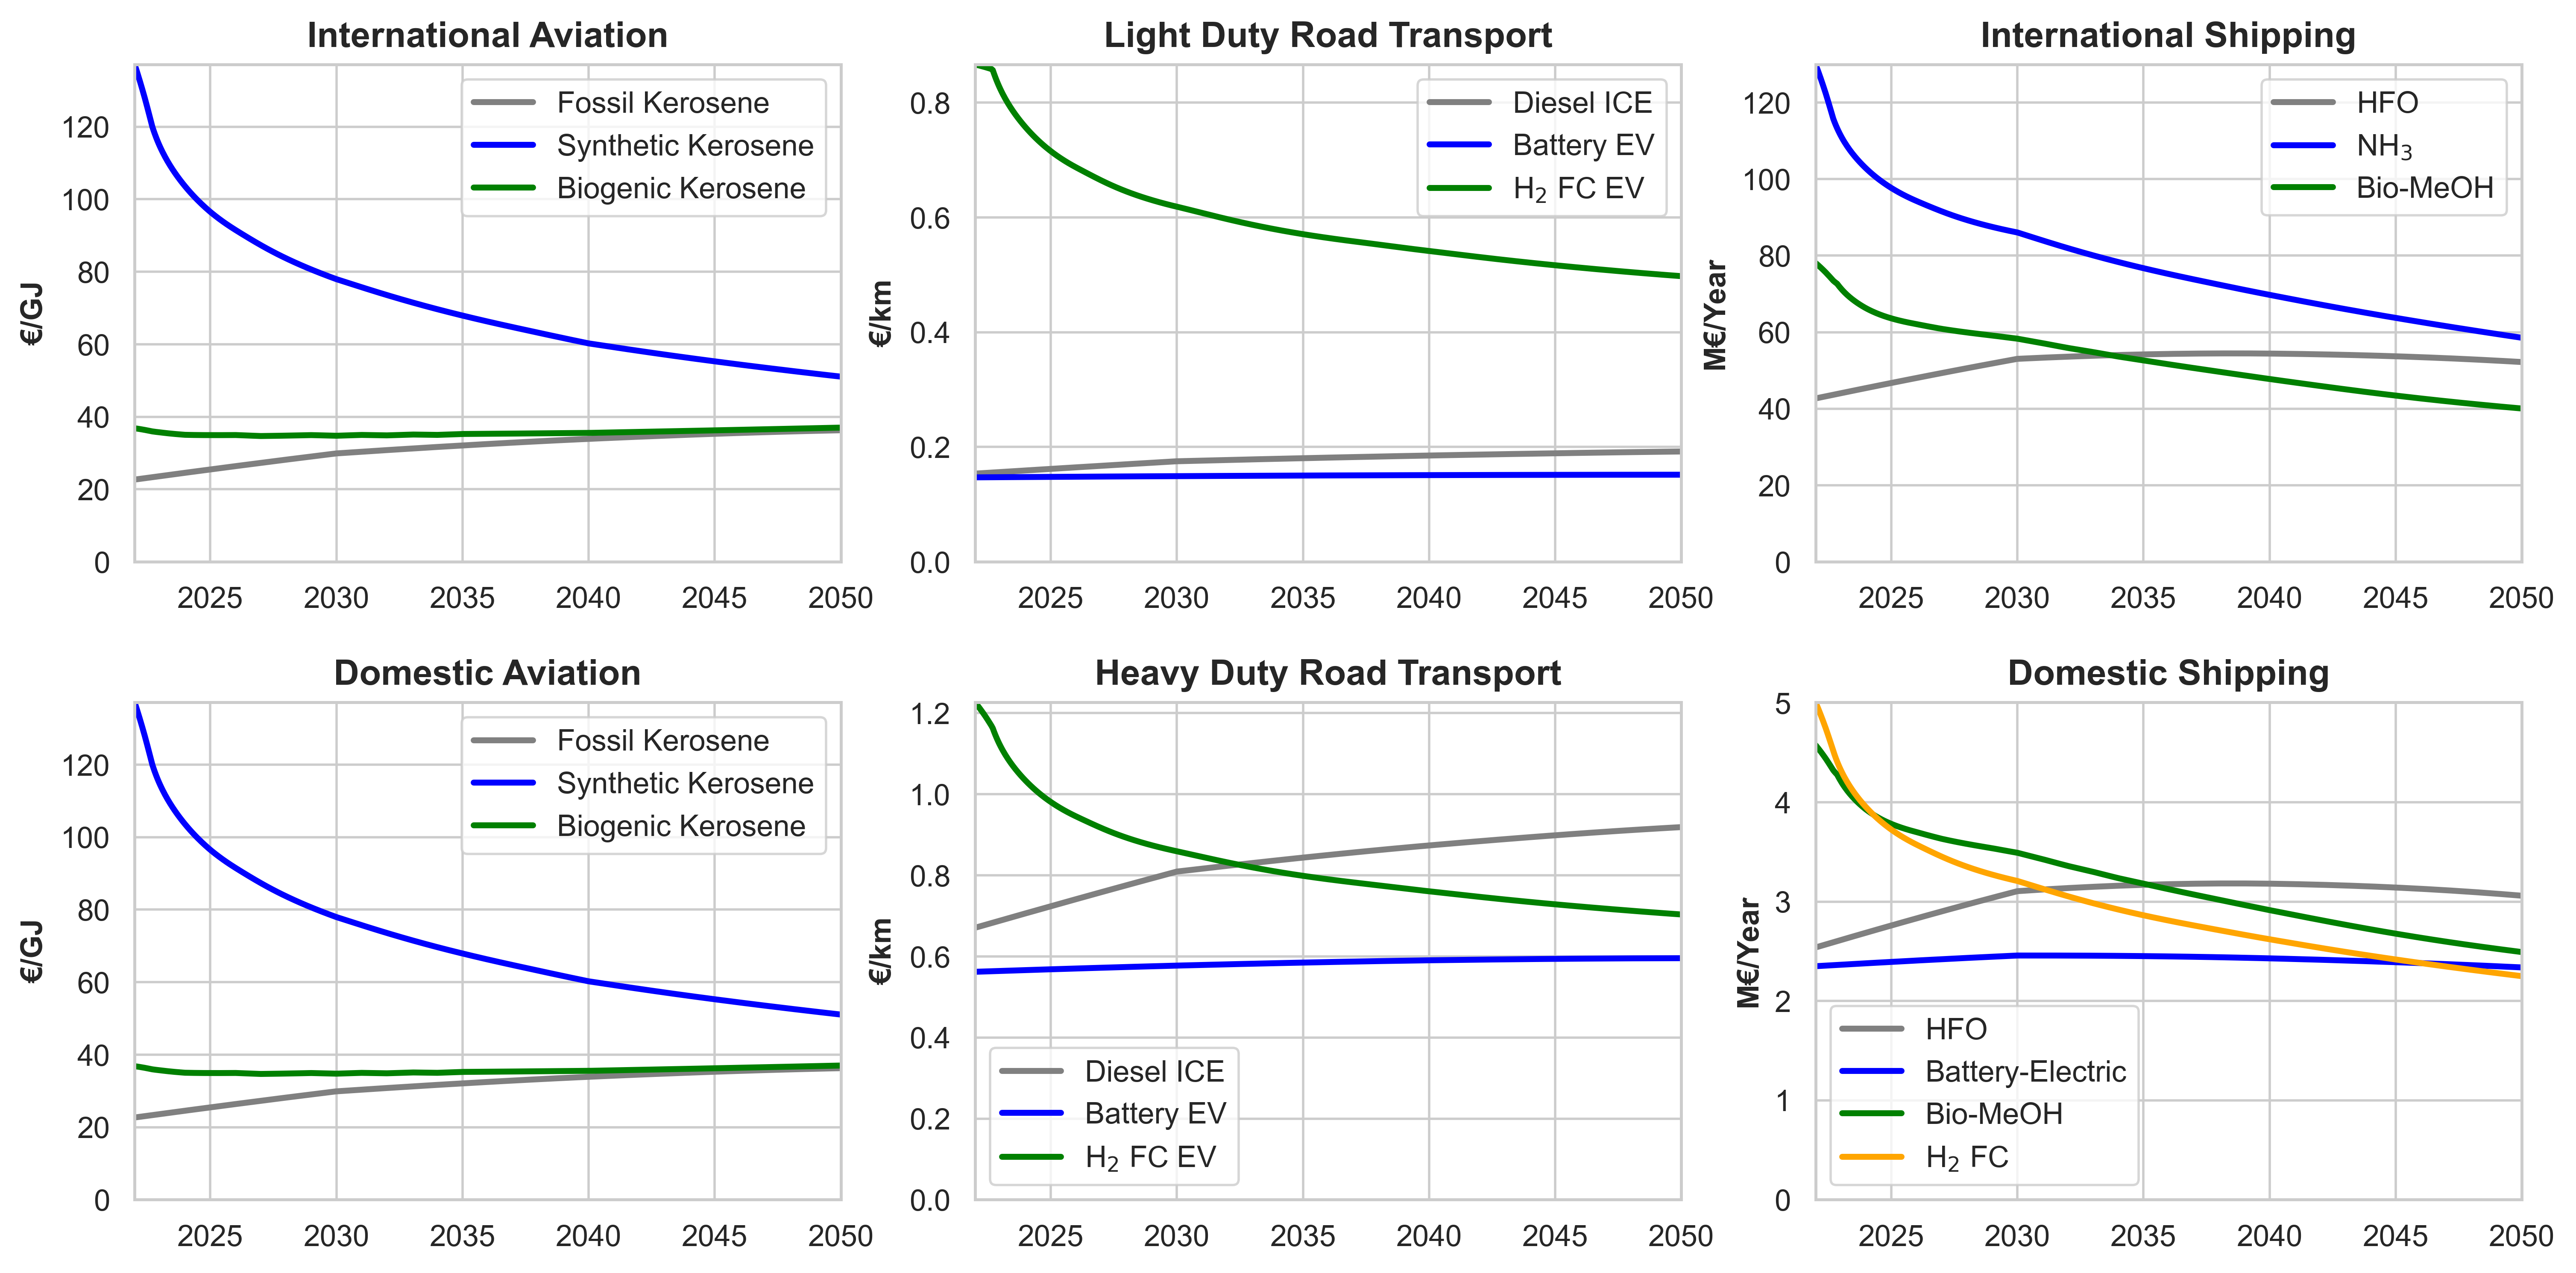 International Aviation
€/GJ
120
100
80
60
40
20
0
2025 2030 2035 2040 2045 2050
Fossil Kerosene
Synthetic Kerosene
Biogenic Kerosene
Light Duty Road Transport
€/km
0.8
0.6
0.4
0.2
0.0
2025 2030 2035 2040 2045 2050
Diesel ICE
Battery EV
H₂ FC EV
International Shipping
M€/Year
120
100
80
60
40
20
0
2025 2030 2035 2040 2045 2050
HFO
NH₃
Bio-MeOH
Domestic Aviation
€/GJ
120
100
80
60
40
20
0
2025 2030 2035 2040 2045 2050
Fossil Kerosene
Synthetic Kerosene
Biogenic Kerosene
Heavy Duty Road Transport
€/km
1.2
1.0
0.8
0.6
0.4
0.2
0.0
2025 2030 2035 2040 2045 2050
Diesel ICE
Battery EV
H₂ FC EV
Domestic Shipping
M€/Year
5
4
3
2
1
0
2025 2030 2035 2040 2045 2050
HFO
Battery-Electric
Bio-MeOH
H₂ FC